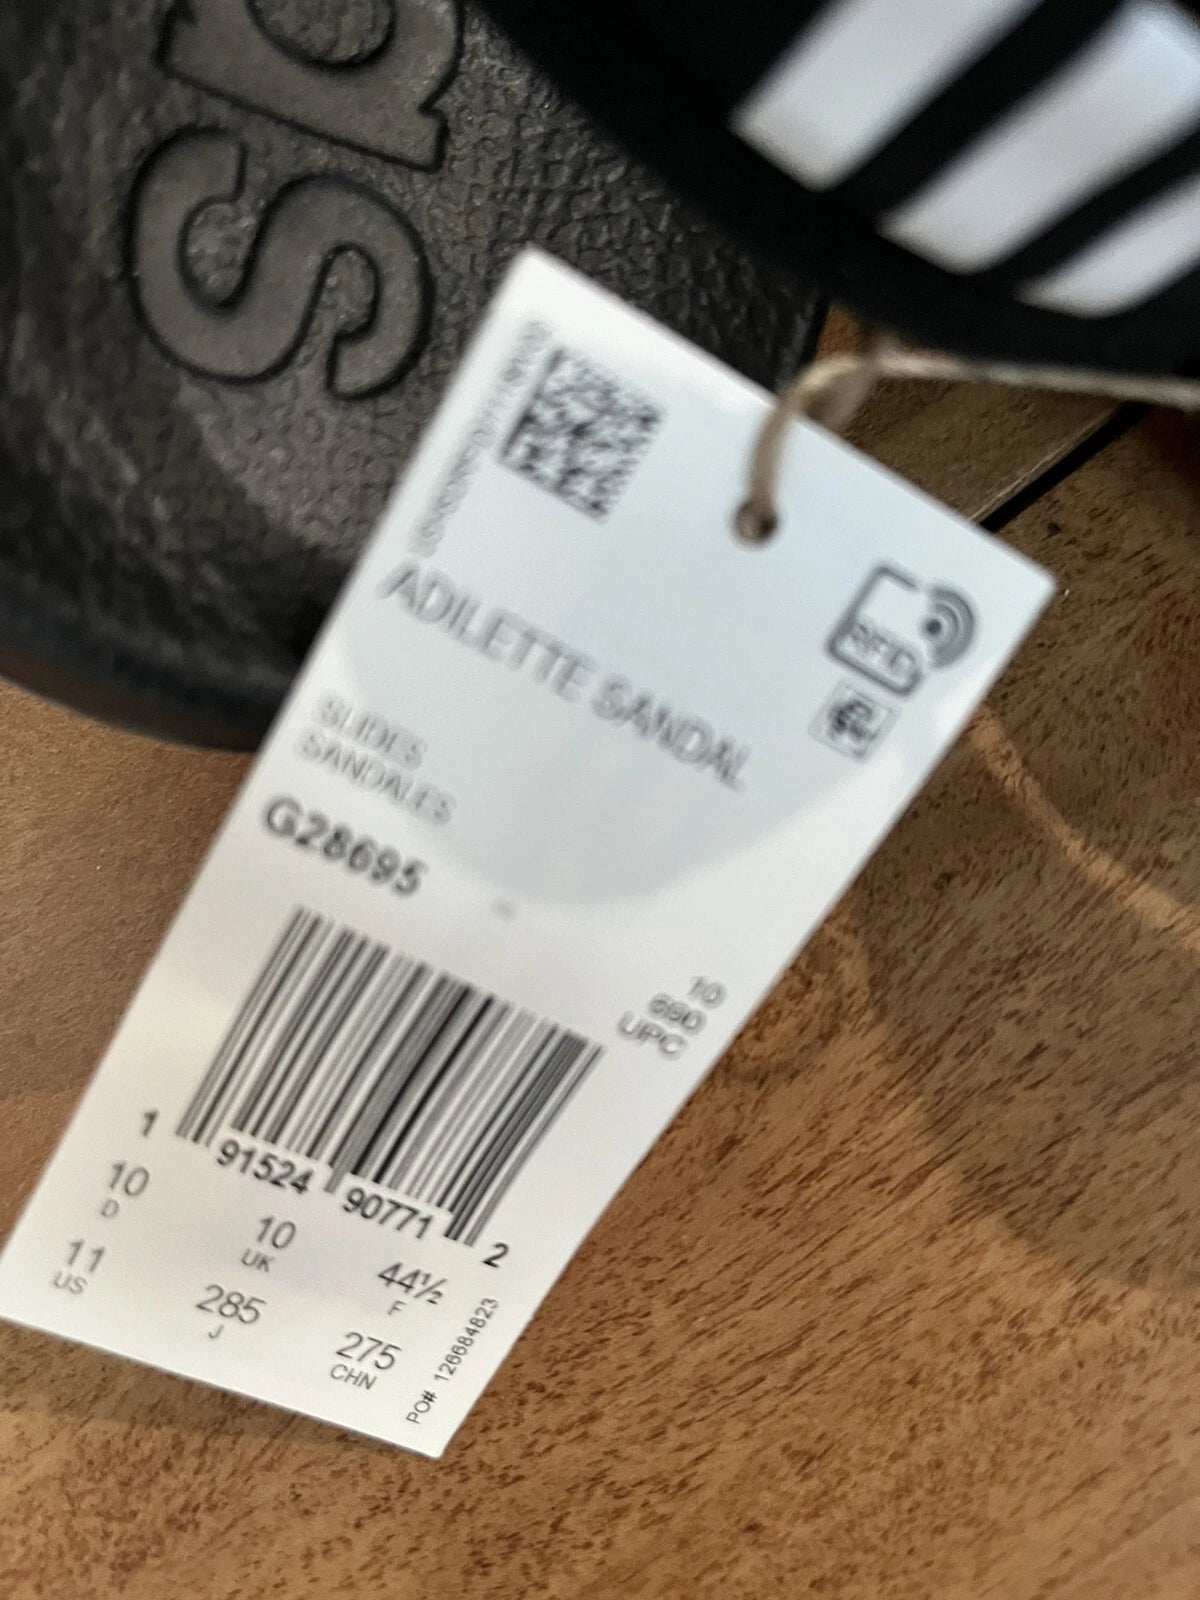 RFID
ADILETTE SANDAL
SLIDES
SANDALES
G28695
10
690
UPC
1 91524 90771 2
10 D
10 UK
44½ F
11 US
285 J
275 CHN
PO# 126684823